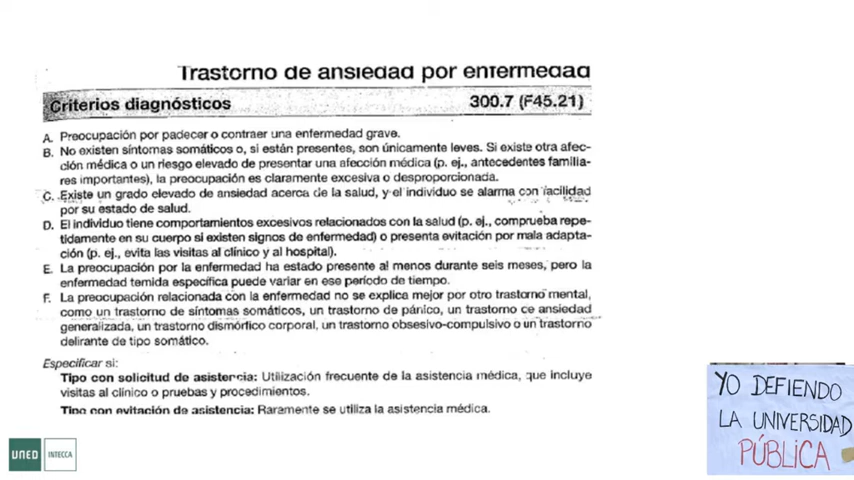 Trastorno de ansiedad por enfermedad
Criterios diagnósticos 300.7 (F45.21)
A. Preocupación por padecer o contraer una enfermedad grave.
B. No existen síntomas somáticos o, si están presentes, son únicamente leves. Si existe otra afec-
ción médica o un riesgo elevado de presentar una afección médica (p. ej., antecedentes familia-
res importantes), la preocupación es claramente excesiva o desproporcionada.
C. Existe un grado elevado de ansiedad acerca de la salud, y el individuo se alarma con facilidad
por su estado de salud.
D. El individuo tiene comportamientos excesivos relacionados con la salud (p. ej., comprueba repe-
tidamente en su cuerpo si existen signos de enfermedad) o presenta evitación por mala adapta-
ción (p. ej., evita las visitas al clínico y al hospital).
E. La preocupación por la enfermedad ha estado presente al menos durante seis meses, pero la
enfermedad temida específica puede variar en ese período de tiempo.
F. La preocupación relacionada con la enfermedad no se explica mejor por otro trastorno mental,
como un trastorno de síntomas somáticos, un trastorno de pánico, un trastorno de ansiedad
generalizada, un trastorno dismórfico corporal, un trastorno obsesivo-compulsivo o un trastorno
delirante de tipo somático.
Especificar si:
Tipo con solicitud de asistencia: Utilización frecuente de la asistencia médica, que incluye
visitas al clínico o pruebas y procedimientos.
Tipo con evitación de asistencia: Raramente se utiliza la asistencia médica.
UNED INTECCA
YO DEFIENDO
LA UNIVERSIDAD
PÚBLICA